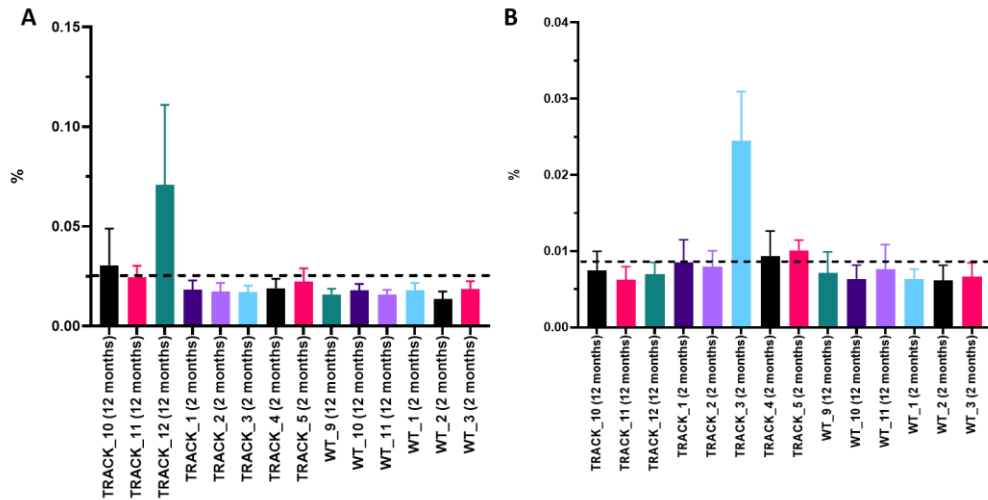 A
0.15
0.10
0.05
0.00
%
TRACK_10 (12 months)
TRACK_11 (12 months)
TRACK_12 (12 months)
TRACK_1 (2 months)
TRACK_2 (2 months)
TRACK_3 (2 months)
TRACK_4 (2 months)
TRACK_5 (2 months)
WT_9 (12 months)
WT_10 (12 months)
WT_11 (12 months)
WT_1 (2 months)
WT_2 (2 months)
WT_3 (2 months)
B
0.04
0.03
0.02
0.01
0.00
%
TRACK_10 (12 months)
TRACK_11 (12 months)
TRACK_12 (12 months)
TRACK_1 (2 months)
TRACK_2 (2 months)
TRACK_3 (2 months)
TRACK_4 (2 months)
TRACK_5 (2 months)
WT_9 (12 months)
WT_10 (12 months)
WT_11 (12 months)
WT_1 (2 months)
WT_2 (2 months)
WT_3 (2 months)